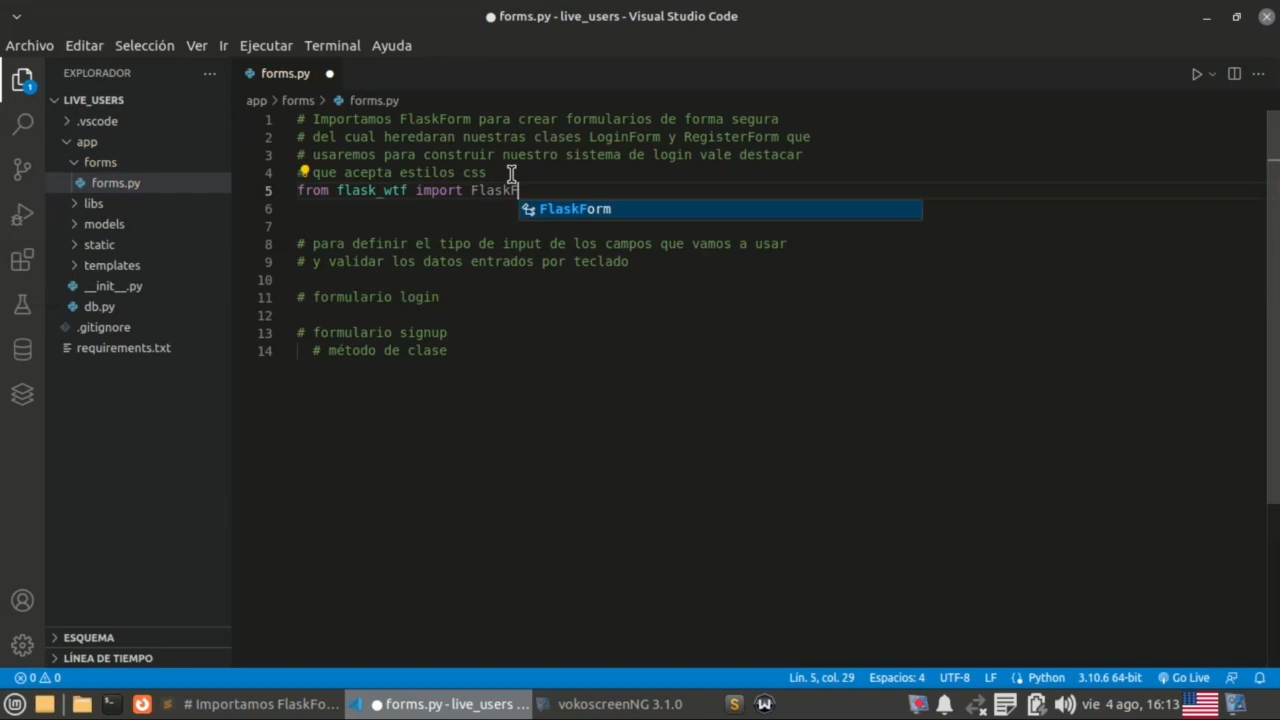 forms.py - live_users - Visual Studio Code
Archivo Editar Selección Ver Ir Ejecutar Terminal Ayuda
EXPLORADOR
forms.py
LIVE_USERS
.vscode
app
forms
forms.py
libs
models
static
templates
__init__.py
db.py
.gitignore
requirements.txt
ESQUEMA
LÍNEA DE TIEMPO
1
app > forms > forms.py
1 # Importamos FlaskForm para crear formularios de forma segura
2 # del cual heredaran nuestras clases LoginForm y RegisterForm que
3 # usaremos para construir nuestro sistema de login vale destacar
4 que acepta estilos css
5 from flask_wtf import FlaskF
6 FlaskForm
7
8 # para definir el tipo de input de los campos que vamos a usar
9 # y validar los datos entrados por teclado
10
11 # formulario login
12
13 # formulario signup
14 # método de clase
0 0 Lín. 5, col. 29 Espacios: 4 UTF-8 LF Python 3.10.6 64-bit Go Live
# Importamos FlaskFo... forms.py - live_users ... vokoscreenNG 3.1.0 vie 4 ago, 16:13